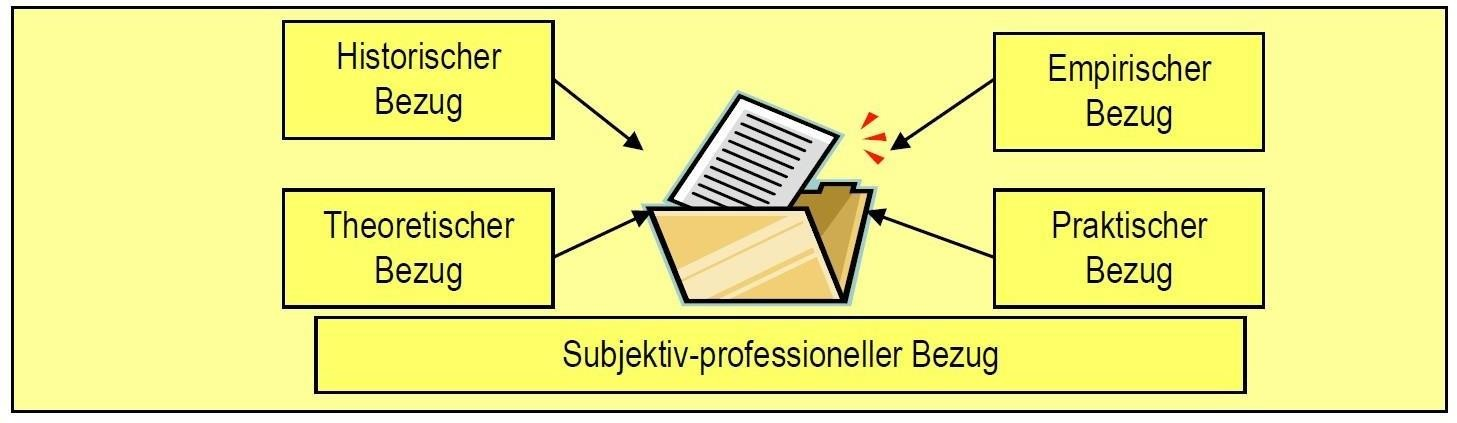 Historischer
Bezug
Empirischer
Bezug
Theoretischer
Bezug
Praktischer
Bezug
Subjektiv-professioneller Bezug